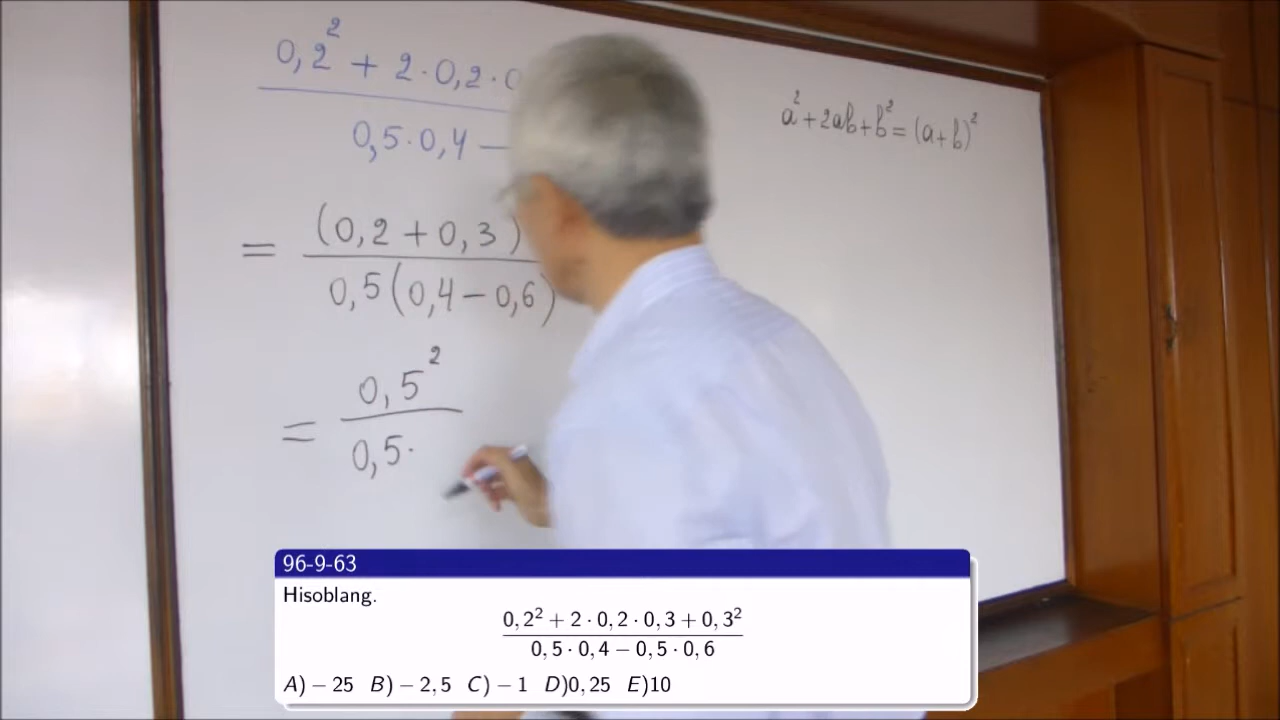 0,2² + 2·0,2·0
0,5·0,4 –
a² + 2ab + b² = (a+b)²
= (0,2 + 0,3)
0,5(0,4 – 0,6)
= 0,5²
0,5·
96-9-63
Hisoblang.
0, 2² + 2 · 0, 2 · 0, 3 + 0, 3²
0, 5 · 0, 4 − 0, 5 · 0, 6
A) − 25 B) − 2, 5 C) − 1 D)0, 25 E)10